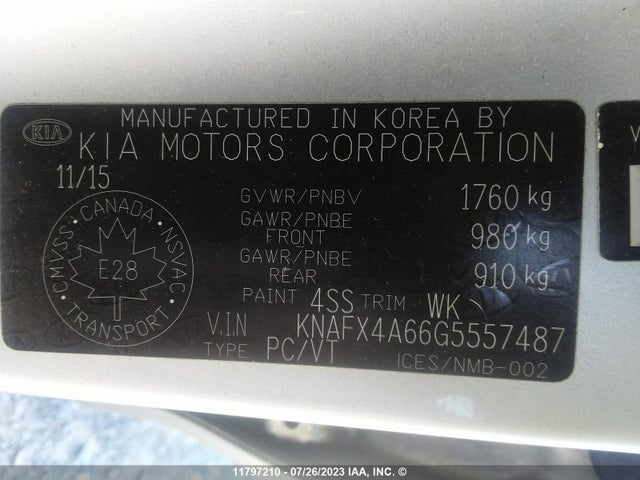 KIA
MANUFACTURED IN KOREA BY
KIA MOTORS CORPORATION
11/15
GVWR/PNBV 1760 kg
GAWR/PNBE FRONT 980 kg
GAWR/PNBE REAR 910 kg
PAINT 4SS TRIM WK
CANADA
CMVSS NSVAC
E28
TRANSPORT
V.I.N KNAFX4A66G5557487
TYPE PC/VT ICES/NMB-002
11797210 - 07/26/2023 IAA, INC. ©